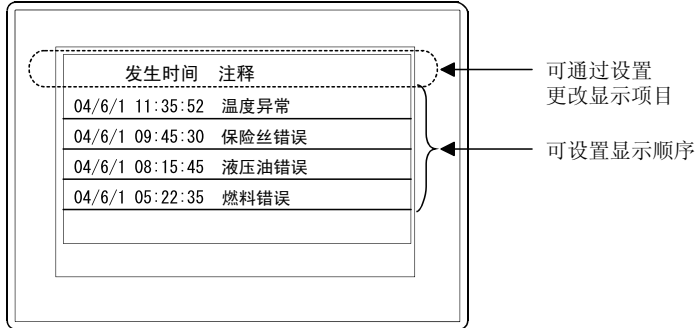 发生时间 注释
04/6/1 11:35:52 温度异常
04/6/1 09:45:30 保险丝错误
04/6/1 08:15:45 液压油错误
04/6/1 05:22:35 燃料错误
可通过设置
更改显示项目
可设置显示顺序